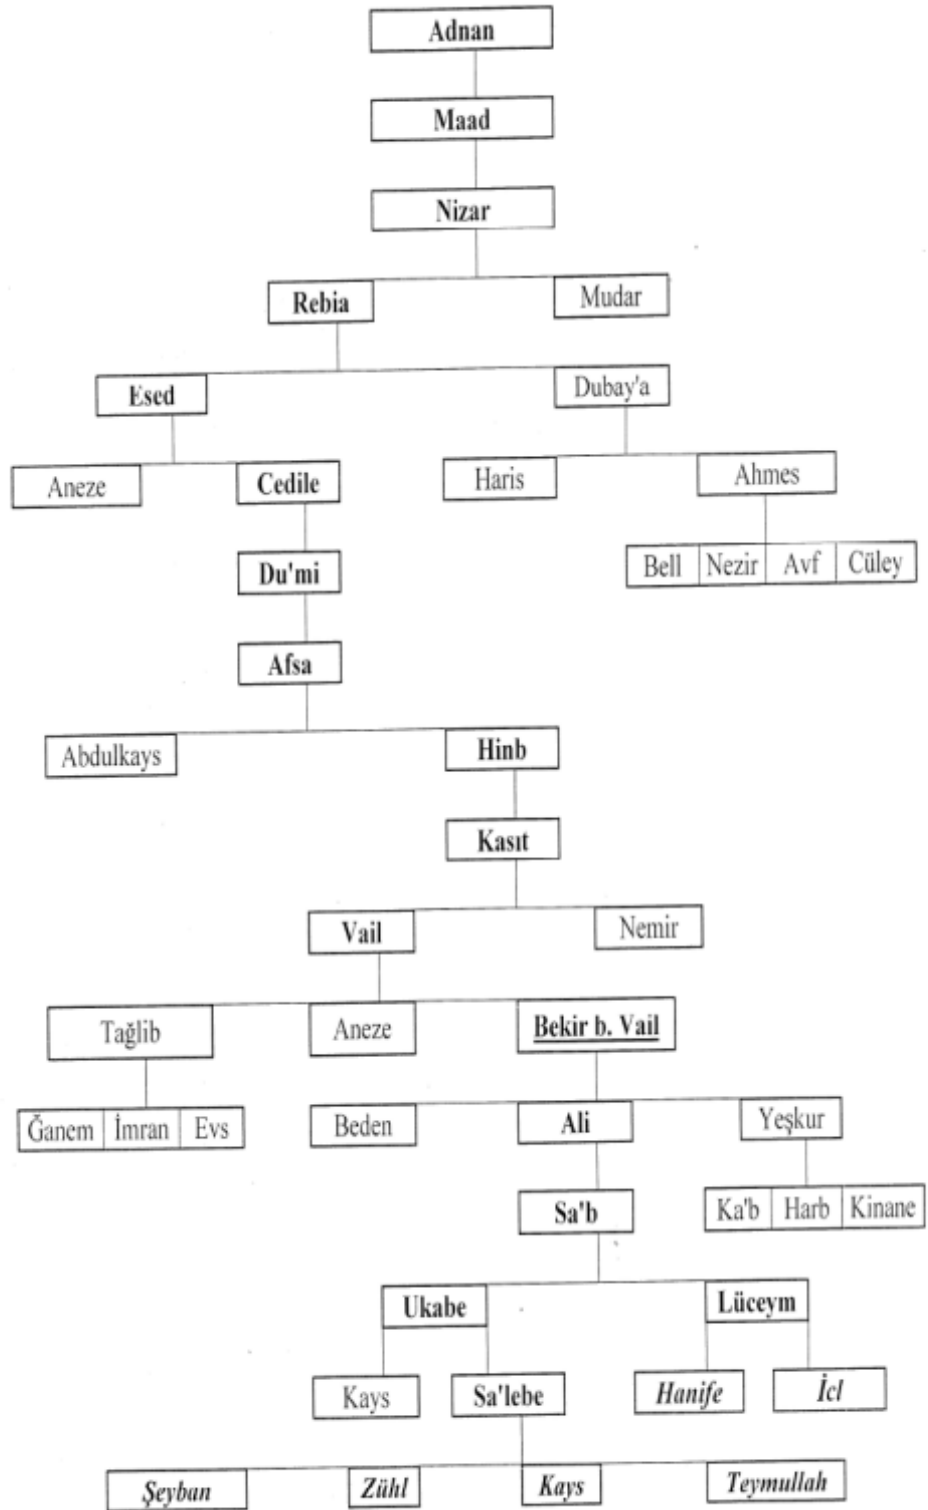 Adnan
Maad
Nizar
Rebia Mudar
Esed Dubay'a
Aneze Cedile Haris Ahmes
Du'mi Bell Nezir Avf Cüley
Afsa
Abdulkays Hinb
Kasıt
Vail Nemir
Tağlib Aneze Bekir b. Vail
Ğanem İmran Evs Beden Ali Yeşkur
Sa'b Ka'b Harb Kinane
Ukabe Lüceym
Kays Sa'lebe Hanife İcl
Şeyban Zühl Kays Teymullah